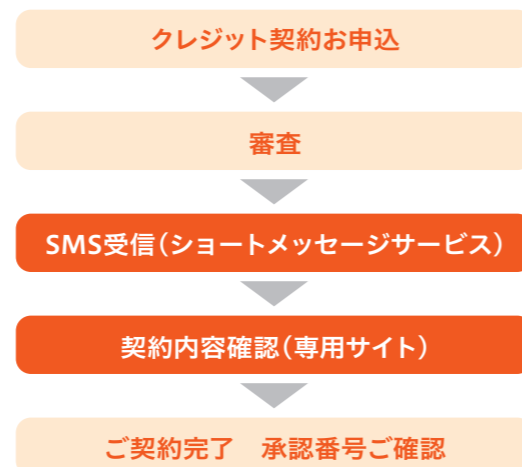 クレジット契約お申込
審査
SMS受信（ショートメッセージサービス）
契約内容確認（専用サイト）
ご契約完了　承認番号ご確認